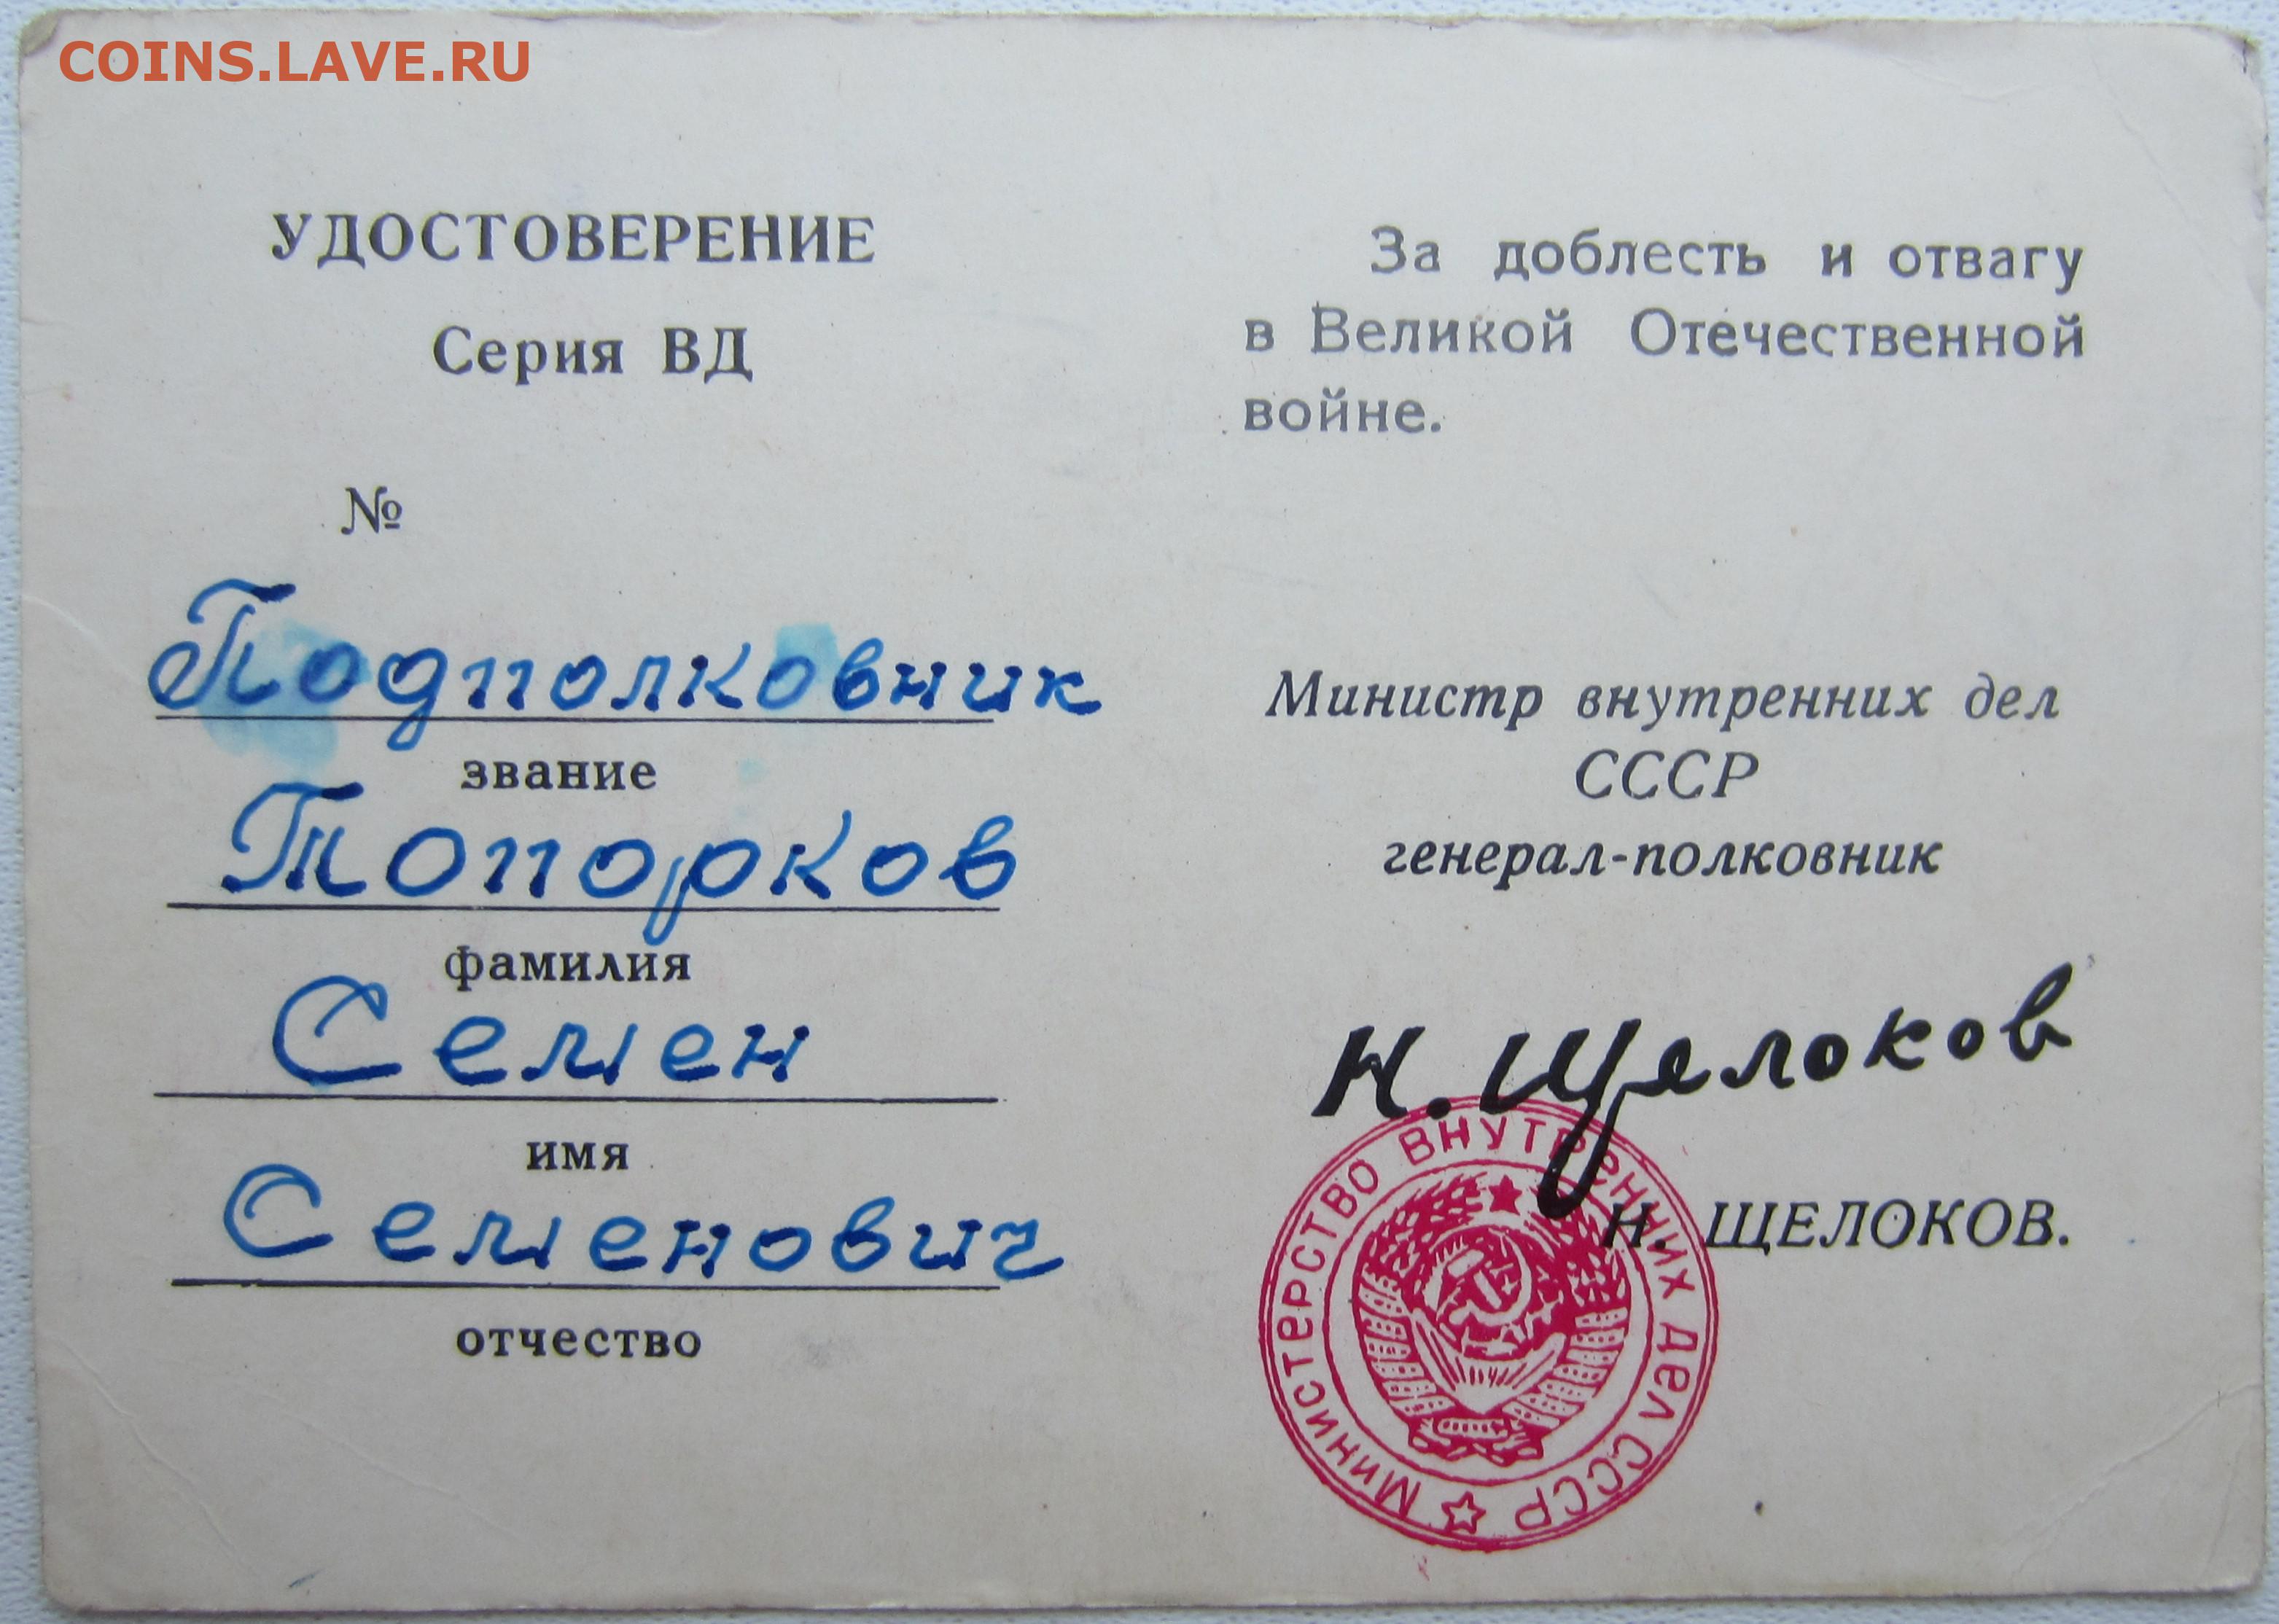 COINS.LAVE.RU
УДОСТОВЕРЕНИЕ
Серия ВД
№
Подполковник
звание
Топорков
фамилия
Семен
имя
Семенович
отчество
За доблесть и отвагу
в Великой Отечественной
войне.
Министр внутренних дел
СССР
генерал-полковник
Н. Щелоков
Н. ЩЕЛОКОВ.
Министерство внутренних дел СССР